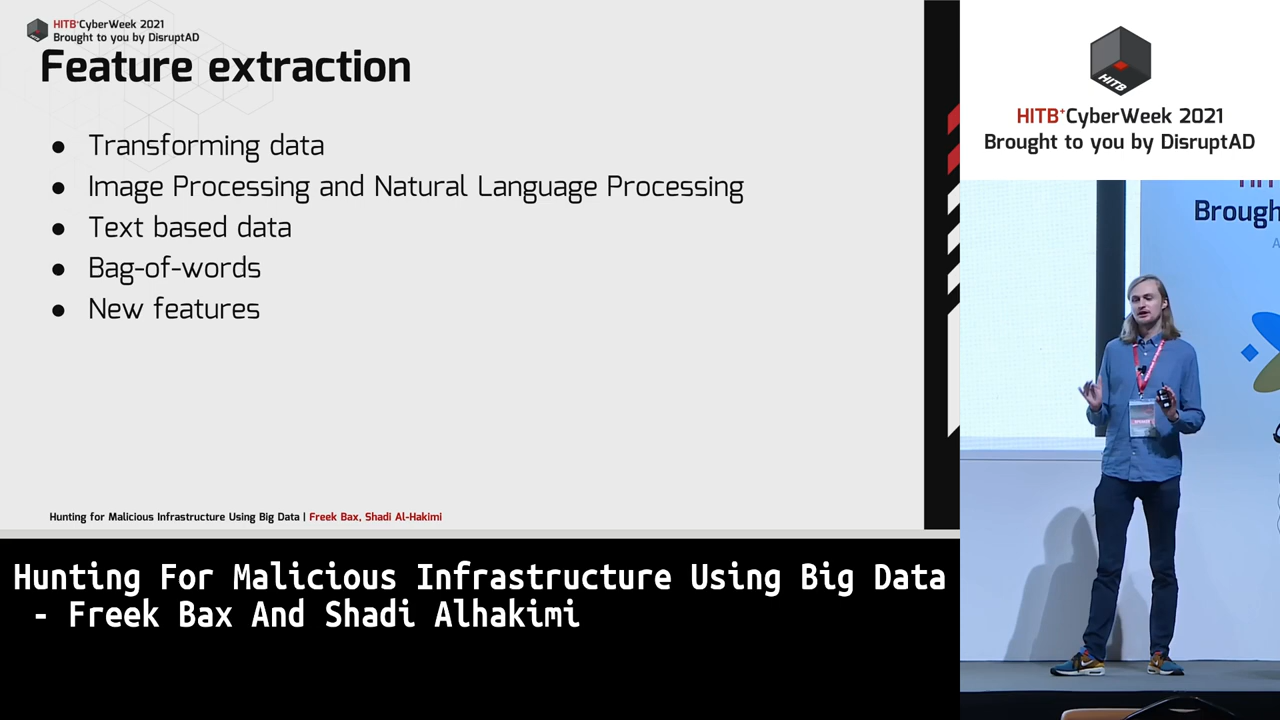 HITB+CyberWeek 2021
Brought to you by DisruptAD
Feature extraction
● Transforming data
● Image Processing and Natural Language Processing
● Text based data
● Bag-of-words
● New features
Hunting for Malicious Infrastructure Using Big Data | Freek Bax, Shadi Al-Hakimi
Hunting For Malicious Infrastructure Using Big Data
- Freek Bax And Shadi Alhakimi
HITB
HITB+CyberWeek 2021
Brought to you by DisruptAD
Brough